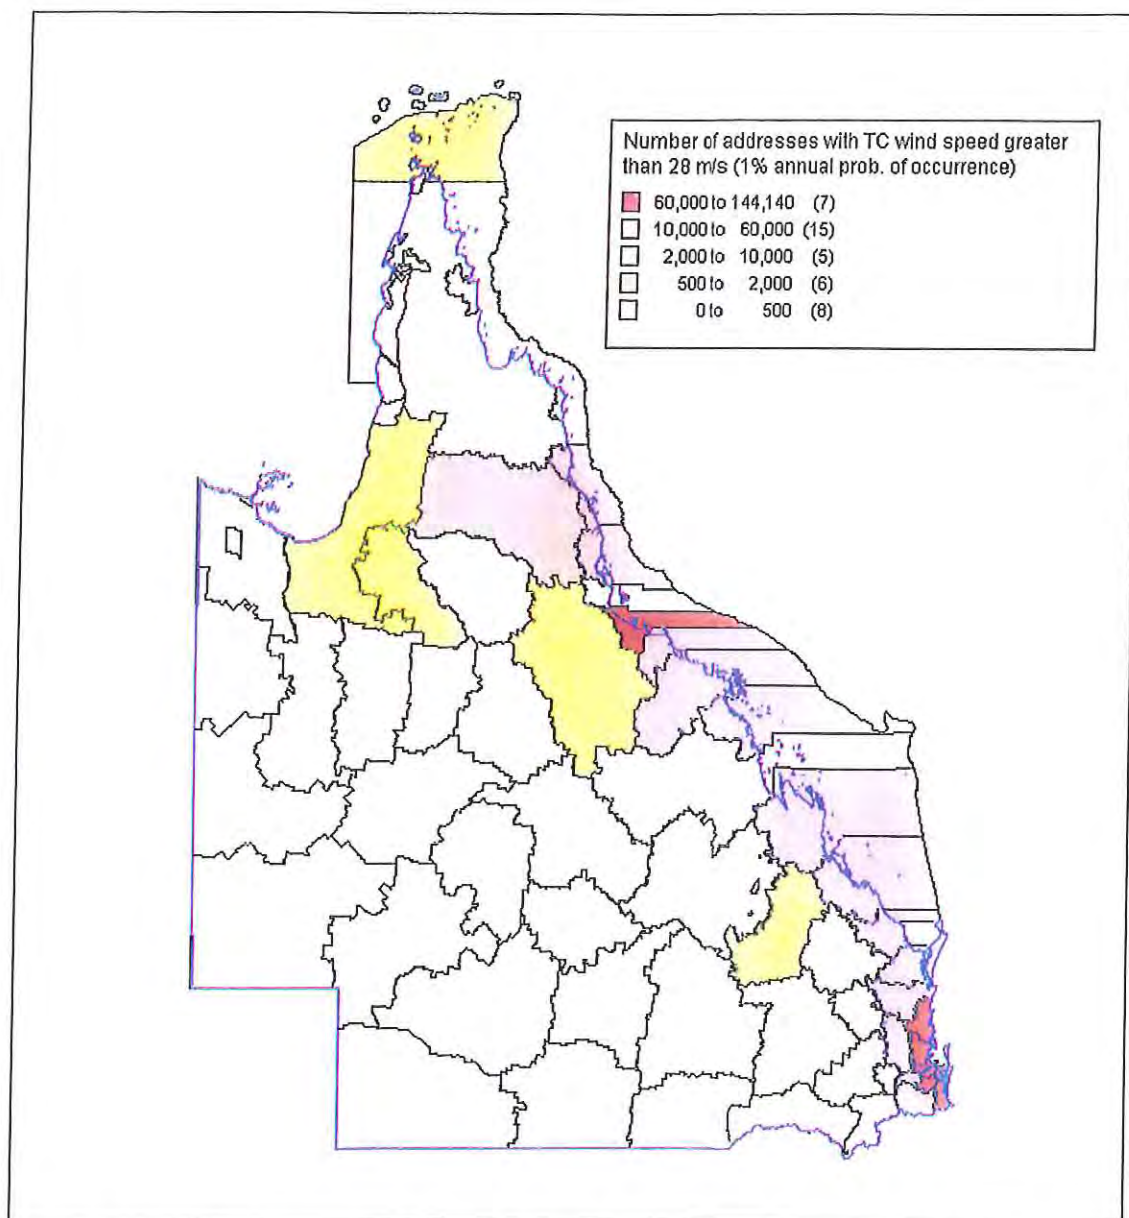 Number of addresses with TC wind speed greater
than 28 m/s (1% annual prob. of occurrence)
60,000 to 144,140 (7)
10,000 to 60,000 (15)
2,000 to 10,000 (5)
500 to 2,000 (6)
0 to 500 (8)